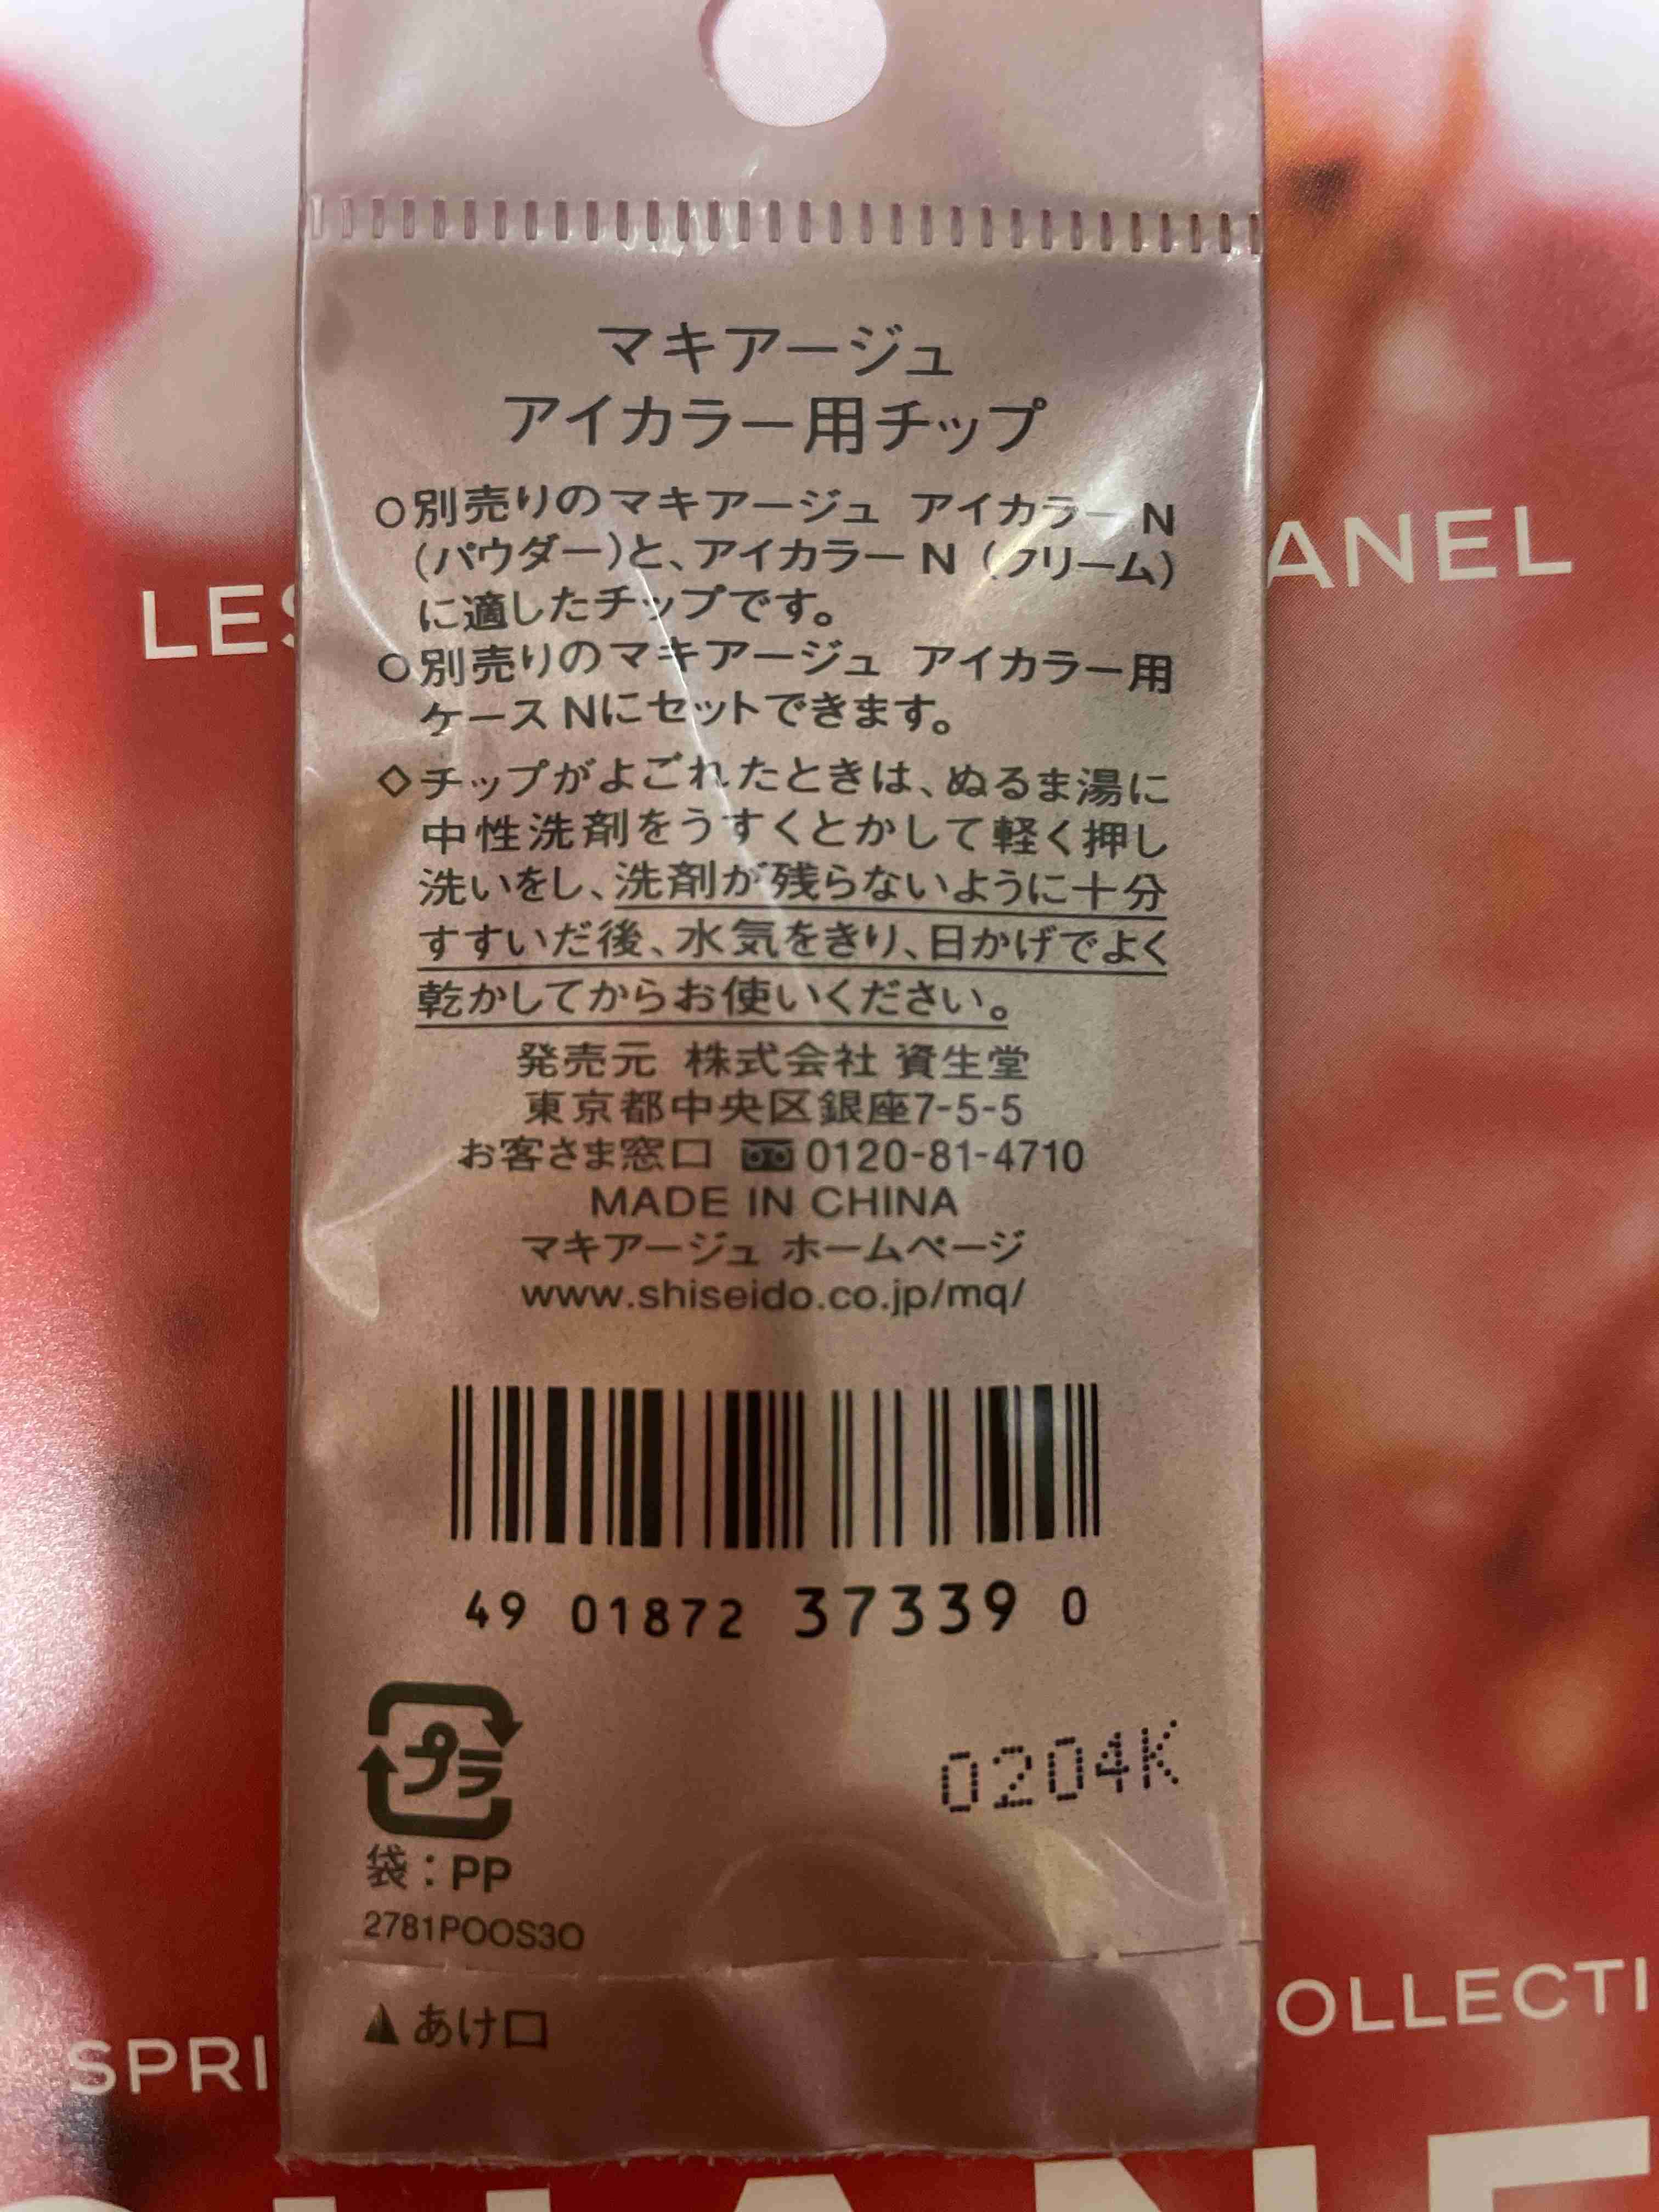 マキアージュ
アイカラー用チップ
○別売りのマキアージュ アイカラー N
(パウダー)と、アイカラー N (クリーム)
に適したチップです。
○別売りのマキアージュ アイカラー用
ケース Nにセットできます。
◇チップがよごれたときは、ぬるま湯に
中性洗剤をうすくとかして軽く押し
洗いをし、洗剤が残らないように十分
すすいだ後、水気をきり、日かげでよく
乾かしてからお使いください。
発売元 株式会社 資生堂
東京都中央区銀座7-5-5
お客さま窓口 0120-81-4710
MADE IN CHINA
マキアージュ ホームページ
www.shiseido.co.jp/mq/
49 01872 37339 0
プラ
0204K
袋：PP
2781POOS3O
▲あけ口
LES
ANEL
SPRI
OLLECTI